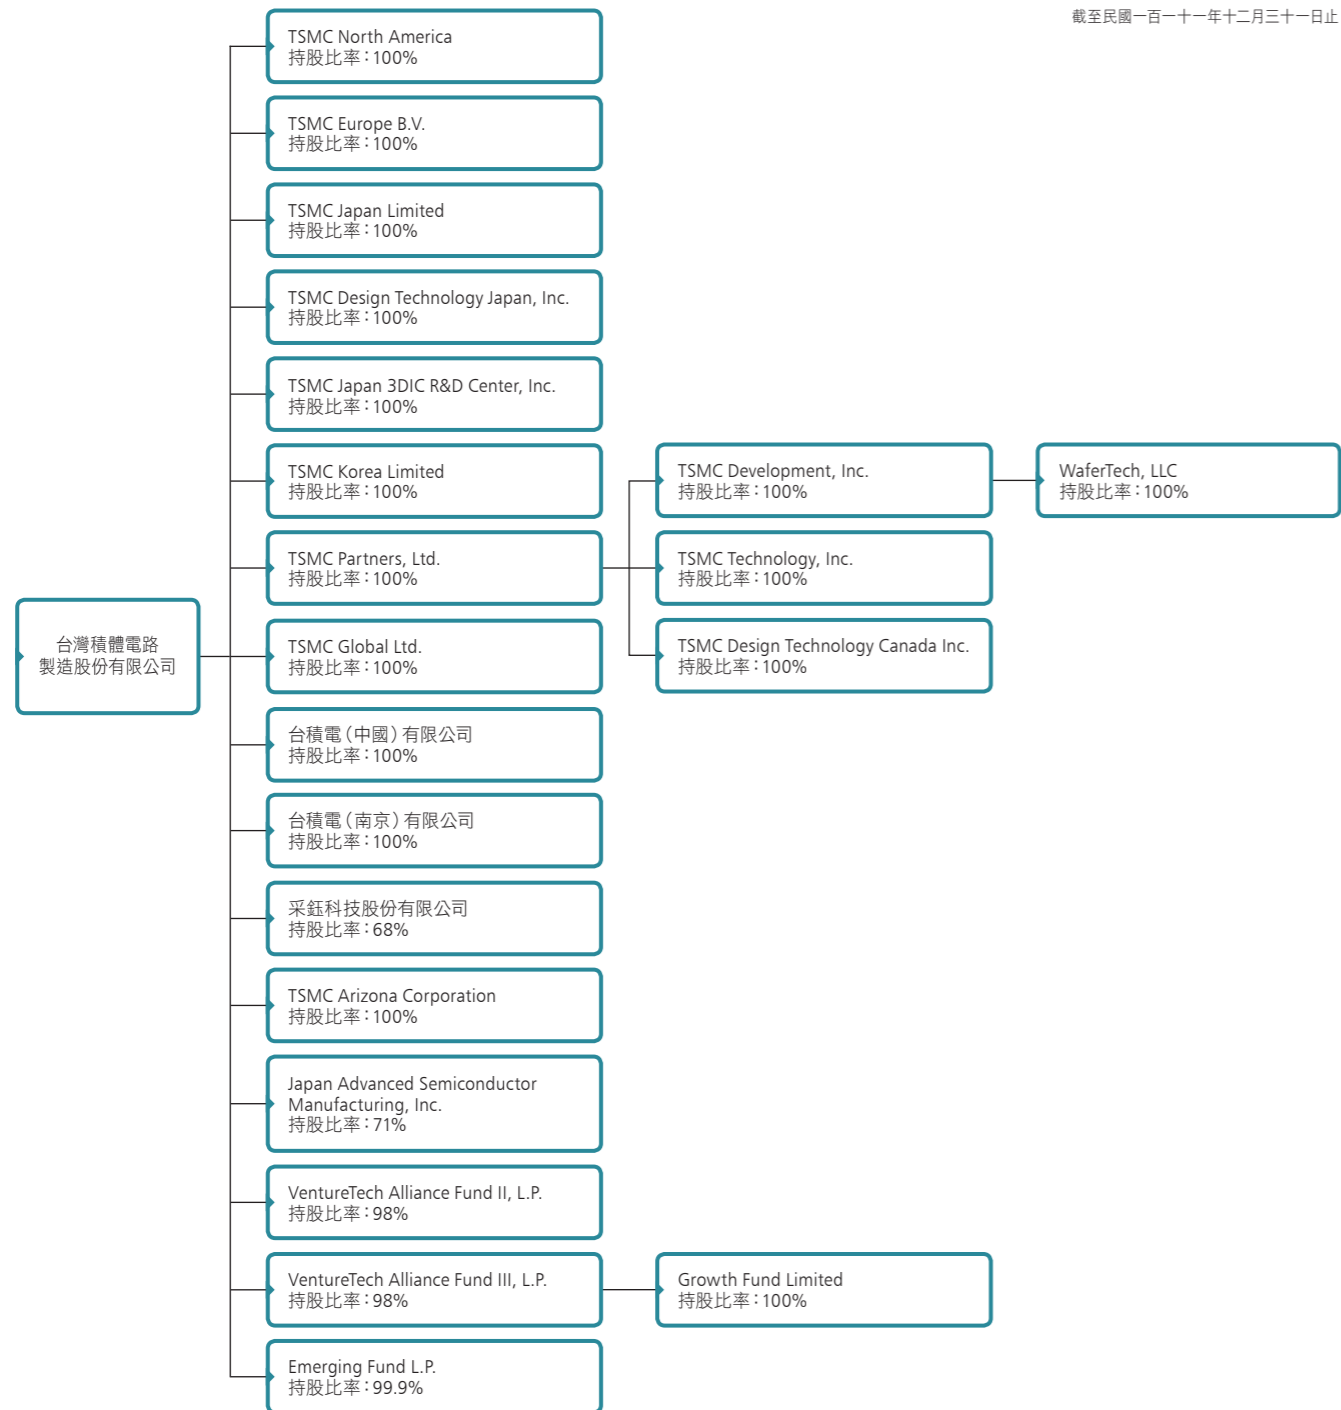 截至民國一百一十一年十二月三十一日止
台灣積體電路
製造股份有限公司
TSMC North America
持股比率：100%
TSMC Europe B.V.
持股比率：100%
TSMC Japan Limited
持股比率：100%
TSMC Design Technology Japan, Inc.
持股比率：100%
TSMC Japan 3DIC R&D Center, Inc.
持股比率：100%
TSMC Korea Limited
持股比率：100%
TSMC Partners, Ltd.
持股比率：100%
TSMC Development, Inc.
持股比率：100%
WaferTech, LLC
持股比率：100%
TSMC Technology, Inc.
持股比率：100%
TSMC Design Technology Canada Inc.
持股比率：100%
TSMC Global Ltd.
持股比率：100%
台積電（中國）有限公司
持股比率：100%
台積電（南京）有限公司
持股比率：100%
采鈺科技股份有限公司
持股比率：68%
TSMC Arizona Corporation
持股比率：100%
Japan Advanced Semiconductor
Manufacturing, Inc.
持股比率：71%
VentureTech Alliance Fund II, L.P.
持股比率：98%
VentureTech Alliance Fund III, L.P.
持股比率：98%
Growth Fund Limited
持股比率：100%
Emerging Fund L.P.
持股比率：99.9%